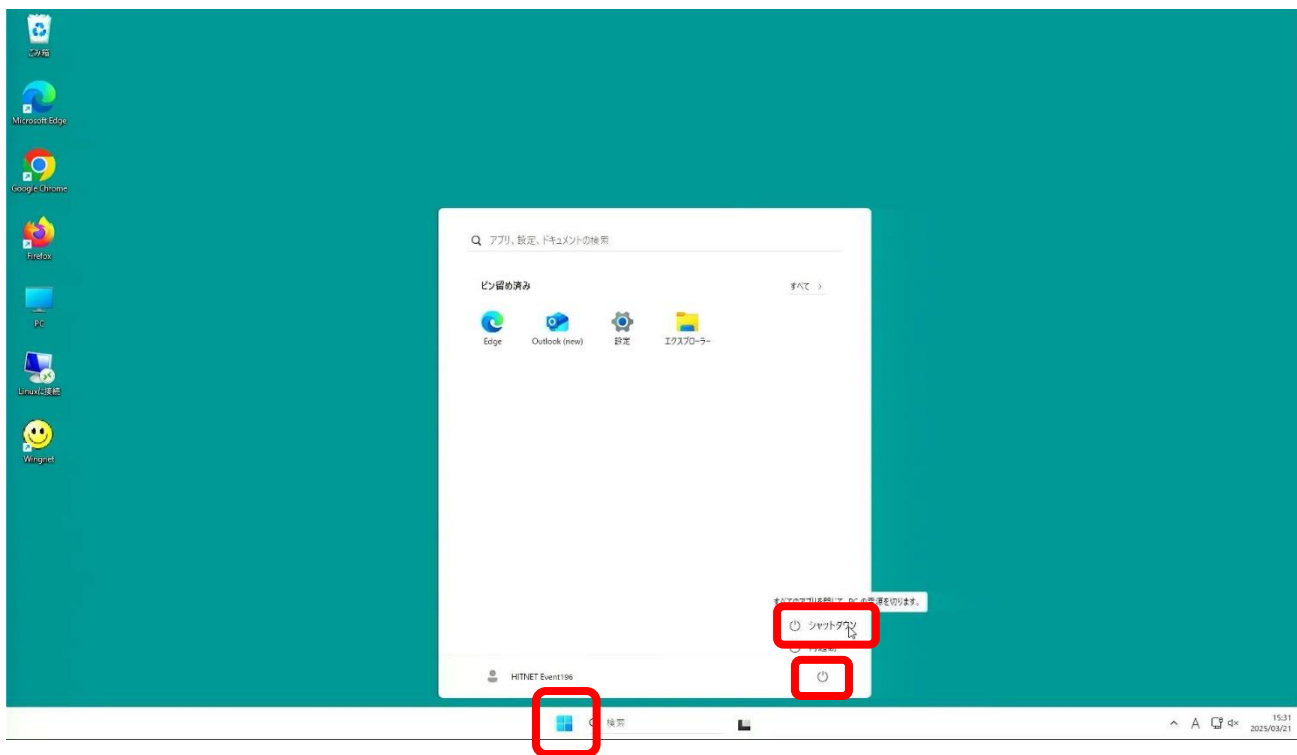 ごみ箱
Microsoft Edge
Google Chrome
Firefox
PC
Linuxに接続
Wingnet
アプリ、設定、ドキュメントの検索
ピン留め済み
すべて
Edge
Outlook (new)
設定
エクスプローラー
すべてのアプリを閉じて、PC の電源を切ります。
シャットダウン
HITNET Event196
検索
A
15:31
2025/03/21